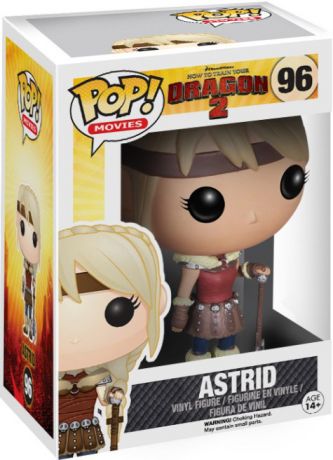 POP!
MOVIES
DREAMWORKS
HOW TO TRAIN YOUR
DRAGON
2
96
POP!
MOVIES
ASTRID
96
ASTRID
VINYL FIGURE / FIGURINE EN VINYLE /
FIGURA DE VINIL
WARNING: CHOKING HAZARD.
May contain small parts.
AGE
14+